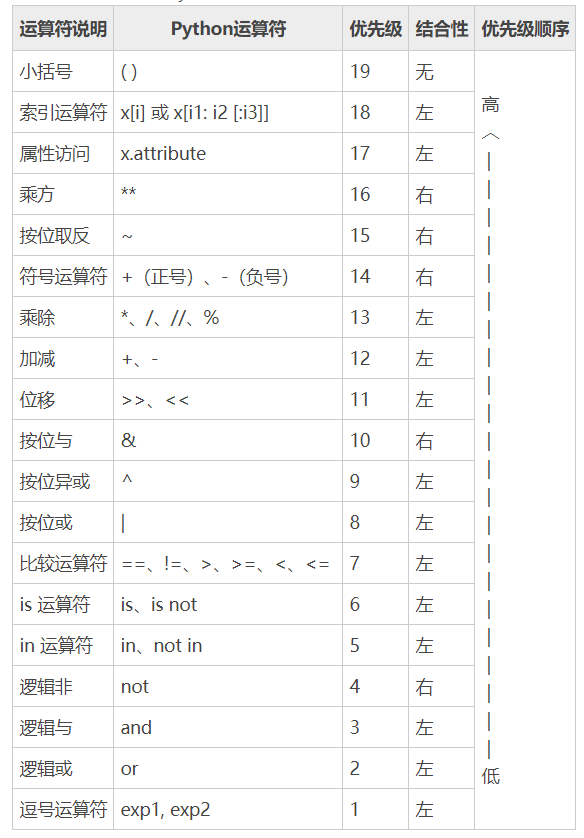 运算符说明 Python运算符 优先级 结合性 优先级顺序
小括号 ( ) 19 无
高
索引运算符 x[i] 或 x[i1: i2 [:i3]] 18 左
︿
属性访问 x.attribute 17 左
|
乘方 ** 16 右
|
按位取反 ~ 15 右
|
符号运算符 +（正号）、-（负号） 14 右
|
乘除 *、/、//、% 13 左
|
加减 +、- 12 左
|
位移 >>、<< 11 左
|
按位与 & 10 右
|
按位异或 ^ 9 左
|
按位或 | 8 左
|
比较运算符 ==、!=、>、>=、<、<= 7 左
|
is 运算符 is、is not 6 左
|
in 运算符 in、not in 5 左
|
逻辑非 not 4 右
|
逻辑与 and 3 左
|
逻辑或 or 2 左
低
逗号运算符 exp1, exp2 1 左